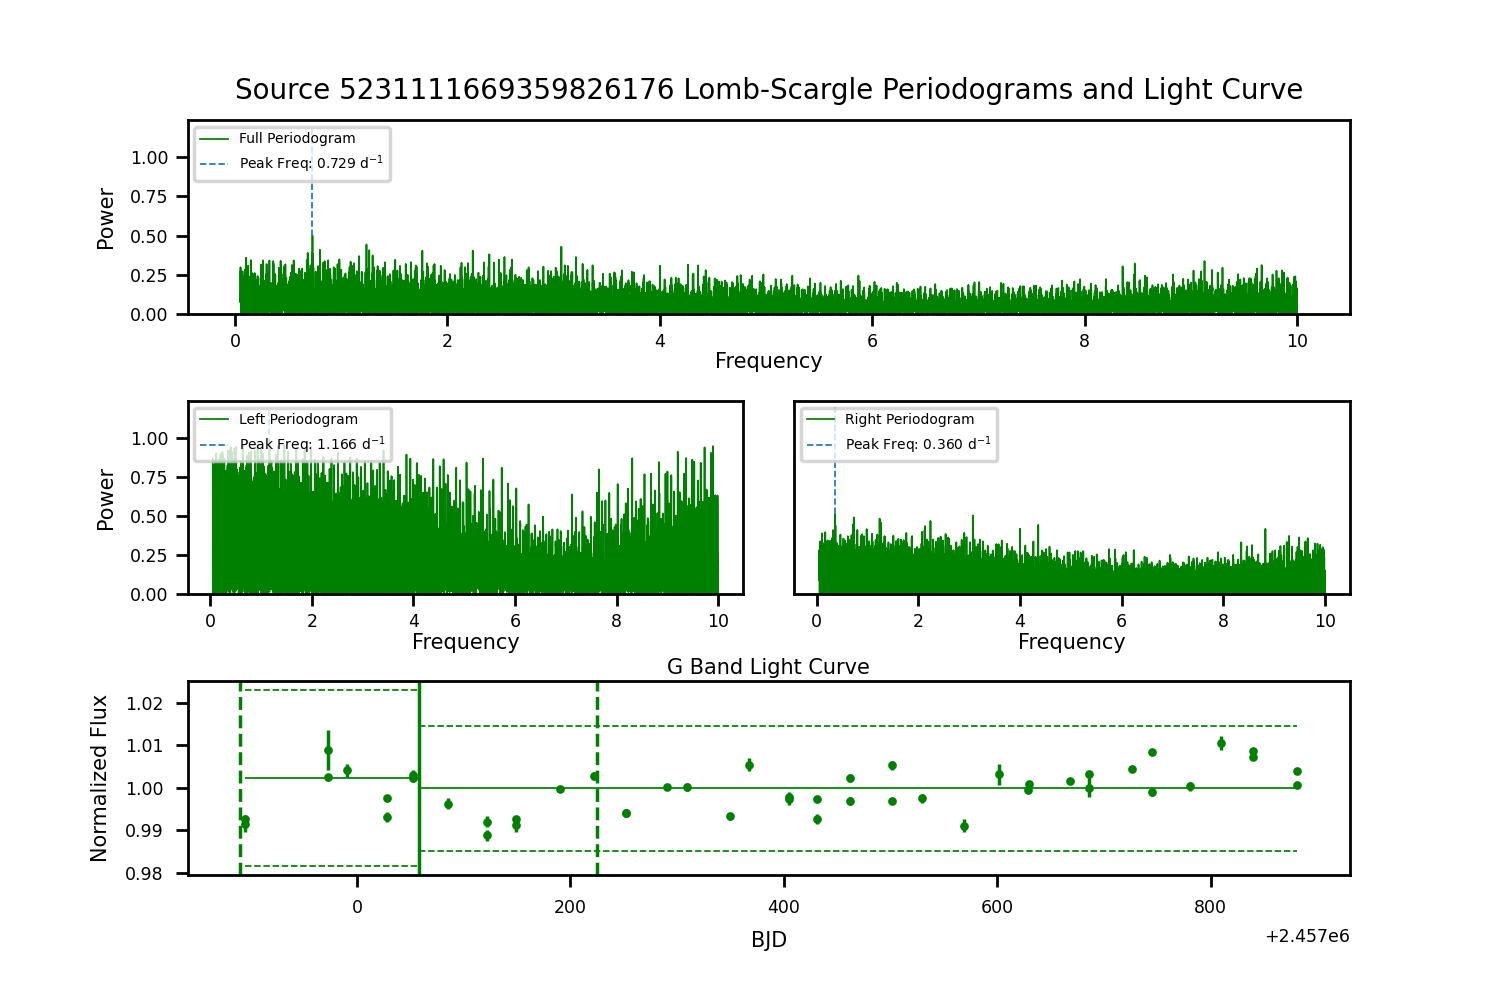 Source 5231111669359826176 Lomb-Scargle Periodograms and Light Curve
Full Periodogram
Peak Freq: 0.729 d⁻¹
Power
1.00
0.75
0.50
0.25
0.00
0 2 4 6 8 10
Frequency
Left Periodogram
Peak Freq: 1.166 d⁻¹
Power
1.00
0.75
0.50
0.25
0.00
0 2 4 6 8 10
Frequency
Right Periodogram
Peak Freq: 0.360 d⁻¹
0 2 4 6 8 10
Frequency
G Band Light Curve
Normalized Flux
1.02
1.01
1.00
0.99
0.98
0 200 400 600 800
BJD
+2.457e6